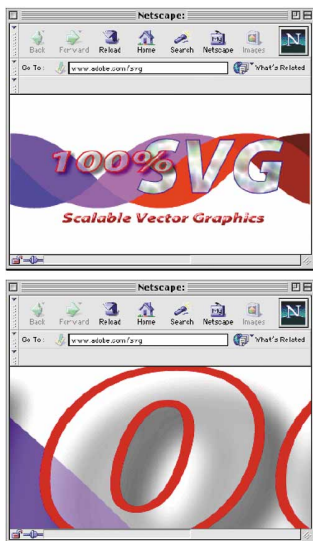 Netscape:
Back Forward Reload Home Search Netscape Images N
Go To: www.adobe.com/svg What's Related
100% SVG
Scalable Vector Graphics
Netscape:
Back Forward Reload Home Search Netscape Images N
Go To: www.adobe.com/svg What's Related
0